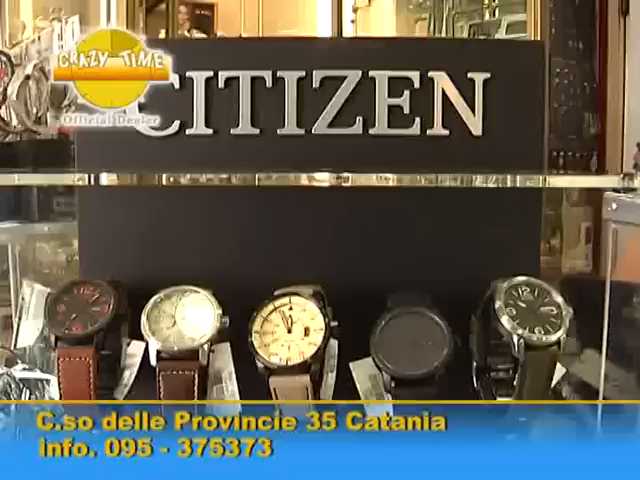 CRAZY TIME
Official Dealer
CITIZEN
C.so delle Provincie 35 Catania
info. 095 - 375373